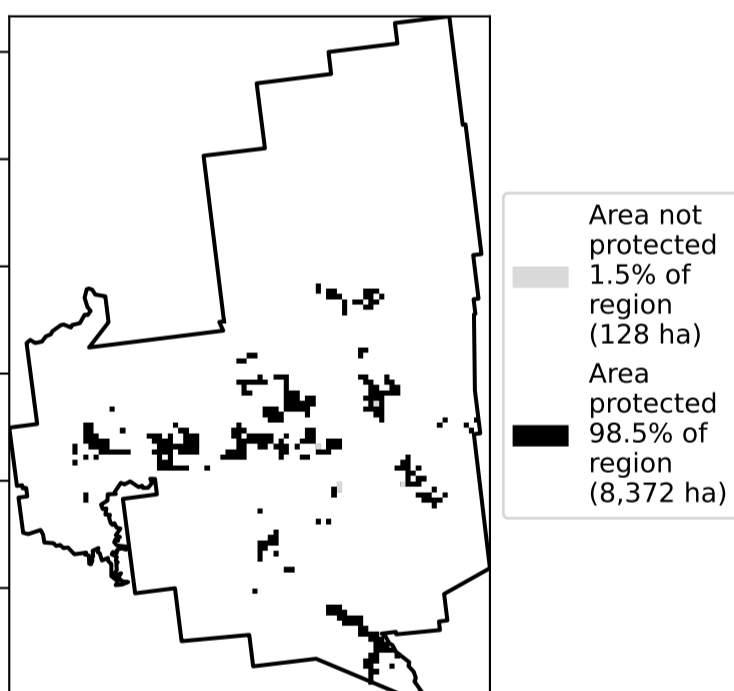 Area not
protected
1.5% of
region
(128 ha)
Area
protected
98.5% of
region
(8,372 ha)